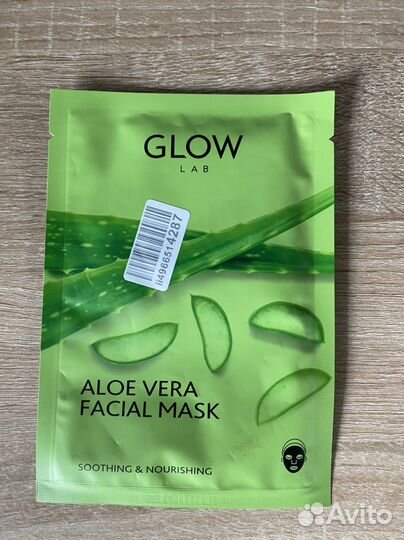 GLOW
LAB
ii4966514287
ALOE VERA
FACIAL MASK
SOOTHING & NOURISHING
Avito